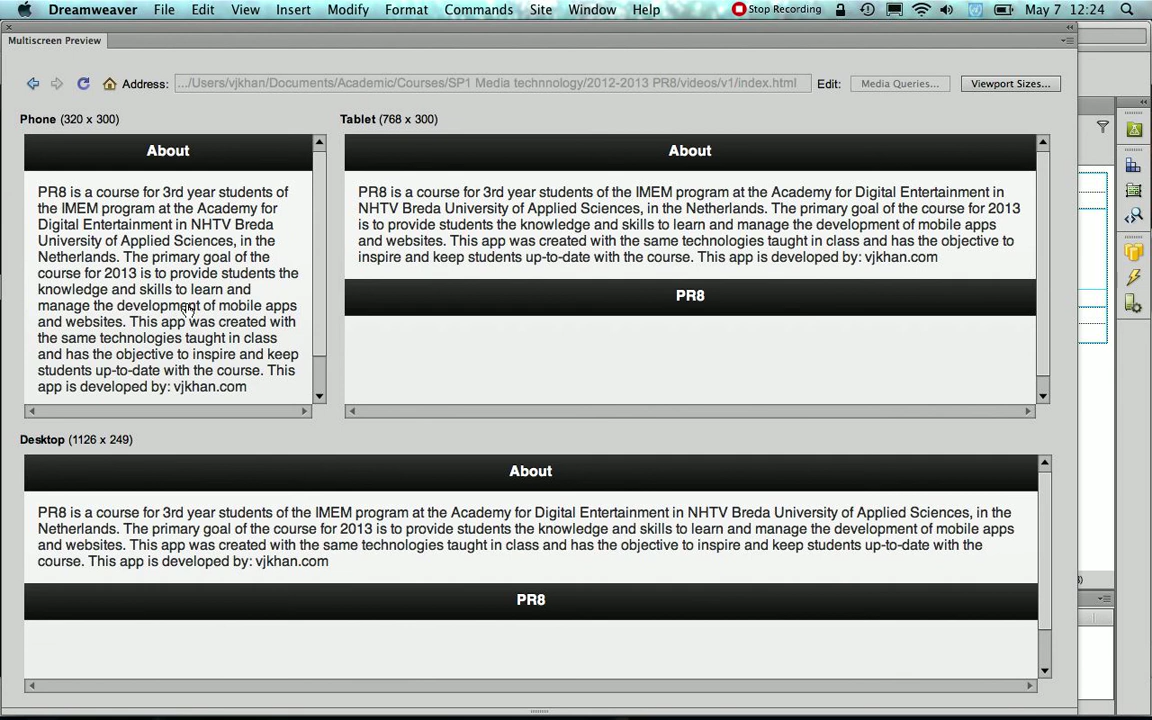 Dreamweaver File Edit View Insert Modify Format Commands Site Window Help Stop Recording May 7 12:24
Multiscreen Preview
Address: .../Users/vjkhan/Documents/Academic/Courses/SP1 Media technnology/2012-2013 PR8/videos/v1/index.html Edit: Media Queries... Viewport Sizes...
Phone (320 x 300)
About
PR8 is a course for 3rd year students of
the IMEM program at the Academy for
Digital Entertainment in NHTV Breda
University of Applied Sciences, in the
Netherlands. The primary goal of the
course for 2013 is to provide students the
knowledge and skills to learn and
manage the development of mobile apps
and websites. This app was created with
the same technologies taught in class
and has the objective to inspire and keep
students up-to-date with the course. This
app is developed by: vjkhan.com
Tablet (768 x 300)
About
PR8 is a course for 3rd year students of the IMEM program at the Academy for Digital Entertainment in
NHTV Breda University of Applied Sciences, in the Netherlands. The primary goal of the course for 2013
is to provide students the knowledge and skills to learn and manage the development of mobile apps
and websites. This app was created with the same technologies taught in class and has the objective to
inspire and keep students up-to-date with the course. This app is developed by: vjkhan.com
PR8
Desktop (1126 x 249)
About
PR8 is a course for 3rd year students of the IMEM program at the Academy for Digital Entertainment in NHTV Breda University of Applied Sciences, in the
Netherlands. The primary goal of the course for 2013 is to provide students the knowledge and skills to learn and manage the development of mobile apps
and websites. This app was created with the same technologies taught in class and has the objective to inspire and keep students up-to-date with the
course. This app is developed by: vjkhan.com
PR8